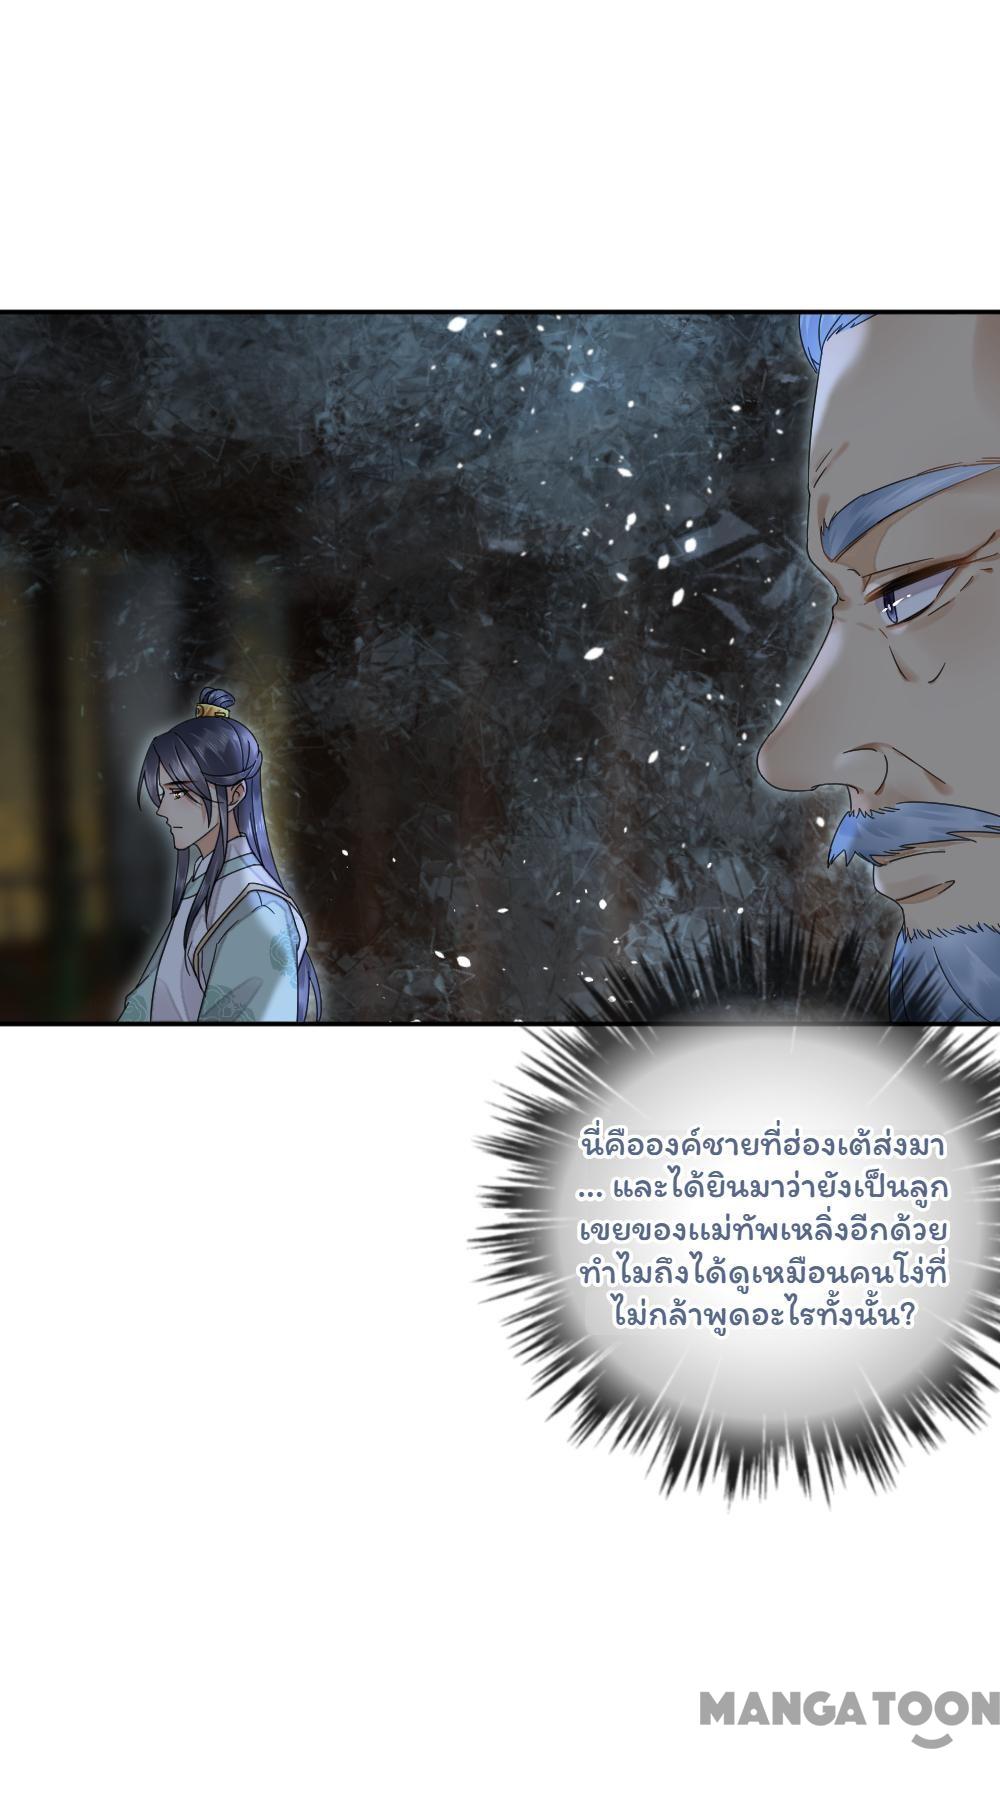 นี่คือองค์ชายที่ฮ่องเต้ส่งมา
... และได้ยินมาว่ายังเป็นลูก
เขยของแม่ทัพเหลิ่งอีกด้วย
ทำไมถึงได้ดูเหมือนคนโง่ที่
ไม่กล้าพูดอะไรทั้งนั้น?
MANGATOON